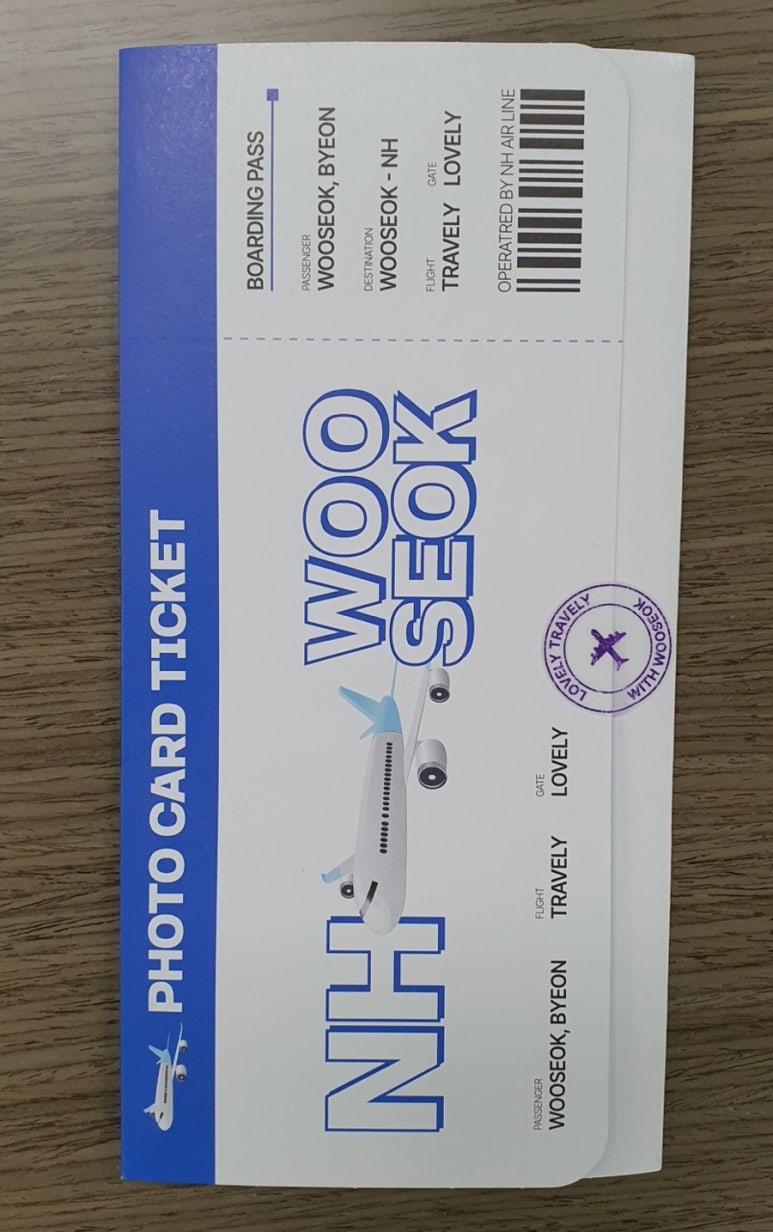 PHOTO CARD TICKET
NH
WOO
SEOK
PASSENGER
WOOSEOK, BYEON
FLIGHT
TRAVELY
GATE
LOVELY
LOVELY TRAVELY
WITH WOOSEOK
BOARDING PASS
PASSENGER
WOOSEOK, BYEON
DESTINATION
WOOSEOK - NH
FLIGHT
TRAVELY
GATE
LOVELY
OPERATRED BY NH AIR LINE